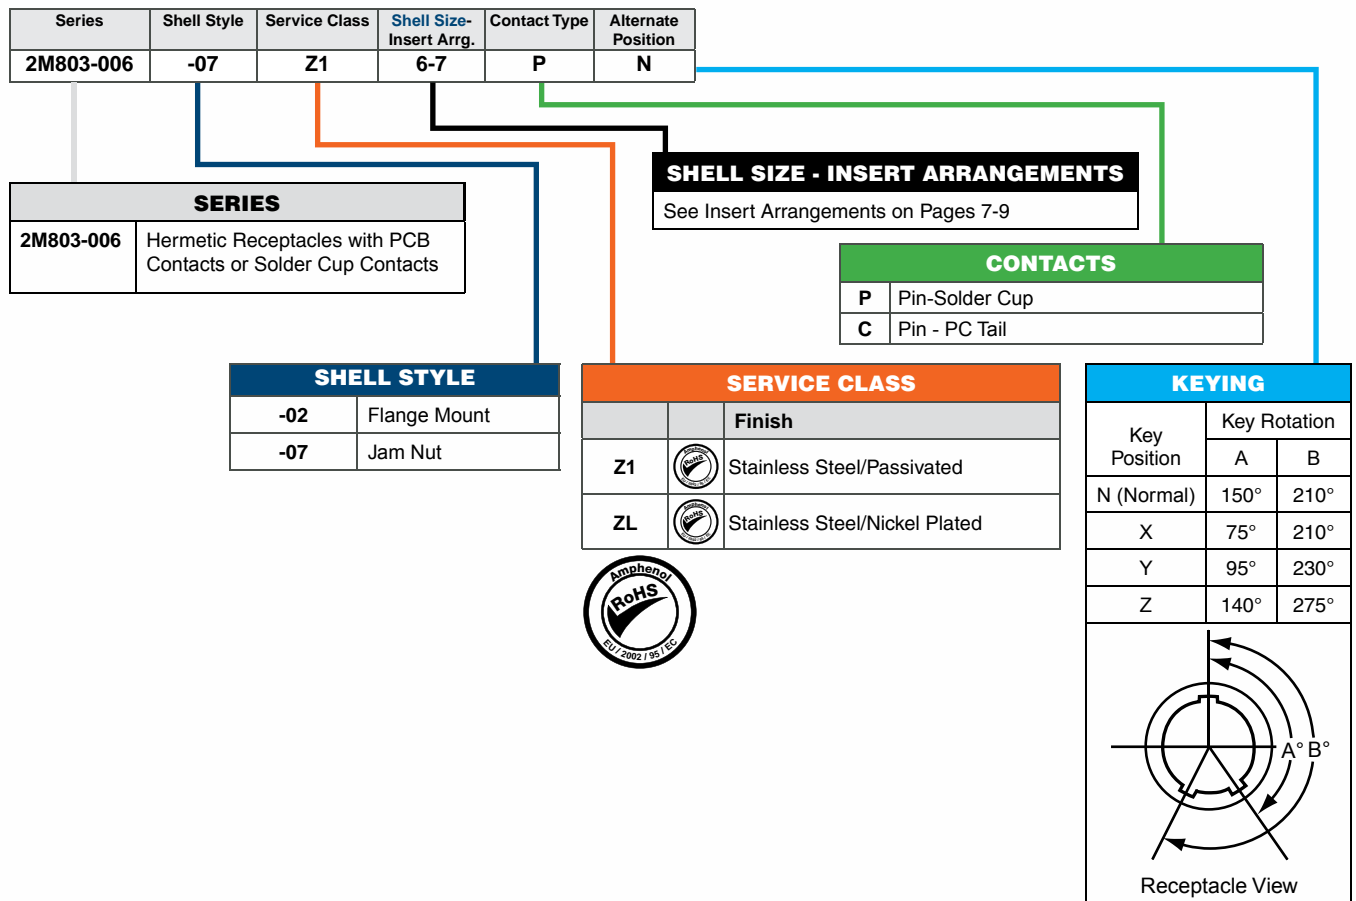 Series Shell Style Service Class Shell Size- Contact Type Alternate
Insert Arrg. Position
2M803-006 -07 Z1 6-7 P N
SHELL SIZE - INSERT ARRANGEMENTS
See Insert Arrangements on Pages 7-9
SERIES
2M803-006 Hermetic Receptacles with PCB
Contacts or Solder Cup Contacts
CONTACTS
P Pin-Solder Cup
C Pin - PC Tail
SHELL STYLE
-02 Flange Mount
-07 Jam Nut
SERVICE CLASS
Finish
Z1 Amphenol RoHS Stainless Steel/Passivated
ZL Amphenol RoHS Stainless Steel/Nickel Plated
Amphenol
RoHS
EU / 2002 / 95 / EC
KEYING
Key Position Key Rotation
A B
N (Normal) 150° 210°
X 75° 210°
Y 95° 230°
Z 140° 275°
A° B°
Receptacle View